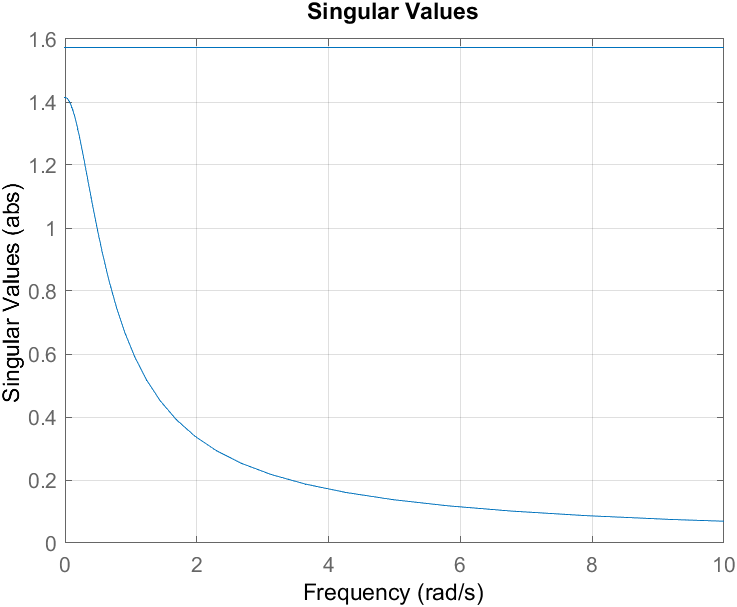 Singular Values
1.6
1.4
1.2
1
0.8
0.6
0.4
0.2
0
Singular Values (abs)
0 2 4 6 8 10
Frequency (rad/s)